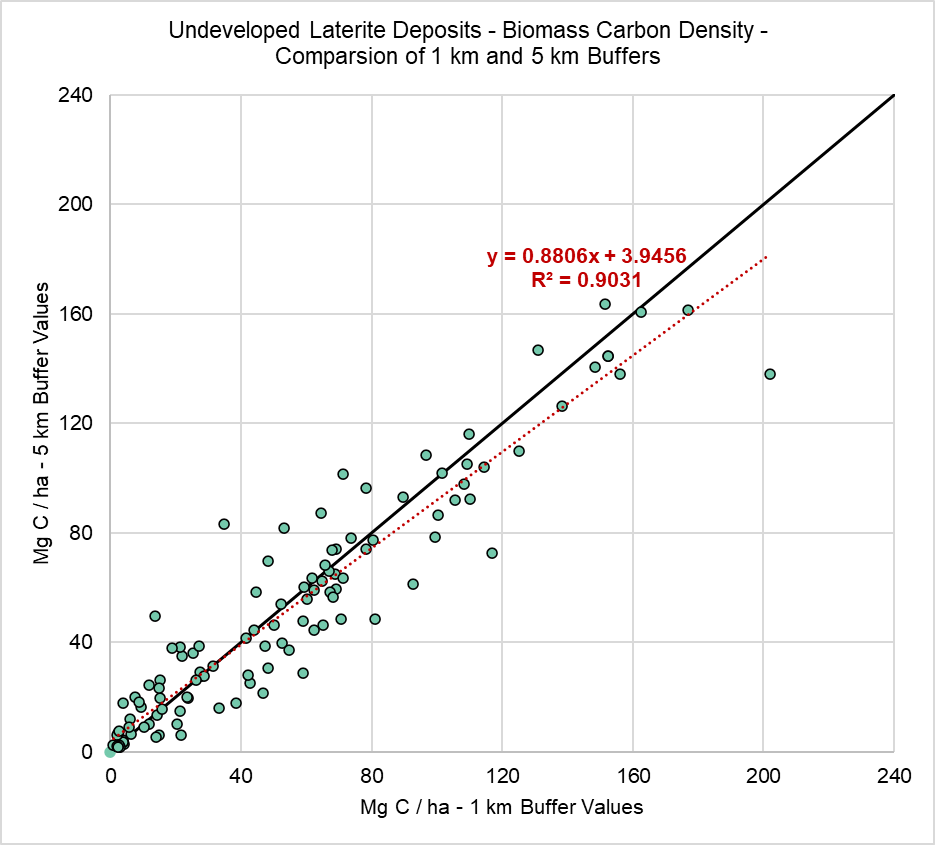 Undeveloped Laterite Deposits - Biomass Carbon Density -
Comparsion of 1 km and 5 km Buffers
240
200
160
120
80
40
0
y = 0.8806x + 3.9456
R² = 0.9031
Mg C / ha - 5 km Buffer Values
0 40 80 120 160 200 240
Mg C / ha - 1 km Buffer Values